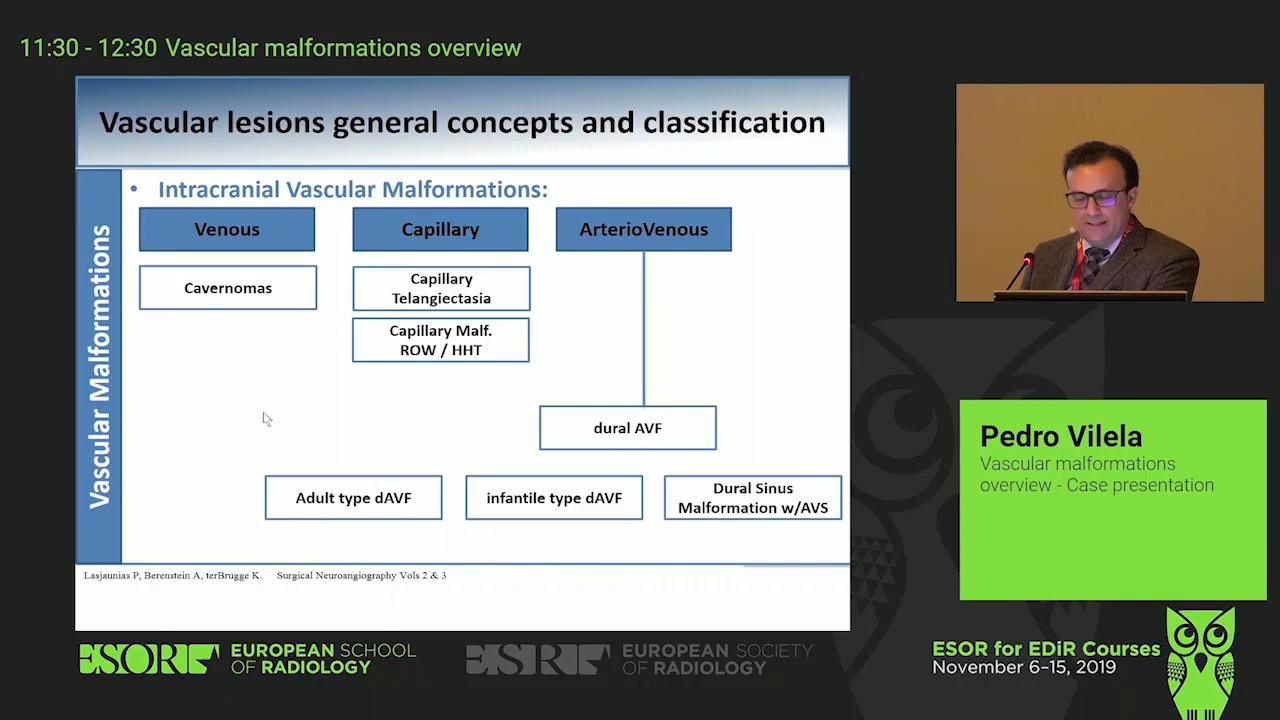 11:30 - 12:30 Vascular malformations overview
Vascular lesions general concepts and classification
Vascular Malformations
• Intracranial Vascular Malformations:
Venous
Capillary
ArterioVenous
Cavernomas
Capillary
Telangiectasia
Capillary Malf.
ROW / HHT
dural AVF
Adult type dAVF
infantile type dAVF
Dural Sinus
Malformation w/AVS
Lasjaunias P, Berenstein A, terBrugge K. Surgical Neuroangiography Vols 2 & 3
Pedro Vilela
Vascular malformations
overview - Case presentation
ESOR
EUROPEAN SCHOOL
OF RADIOLOGY
ESR
EUROPEAN SOCIETY
OF RADIOLOGY
ESOR for EDiR Courses
November 6–15, 2019